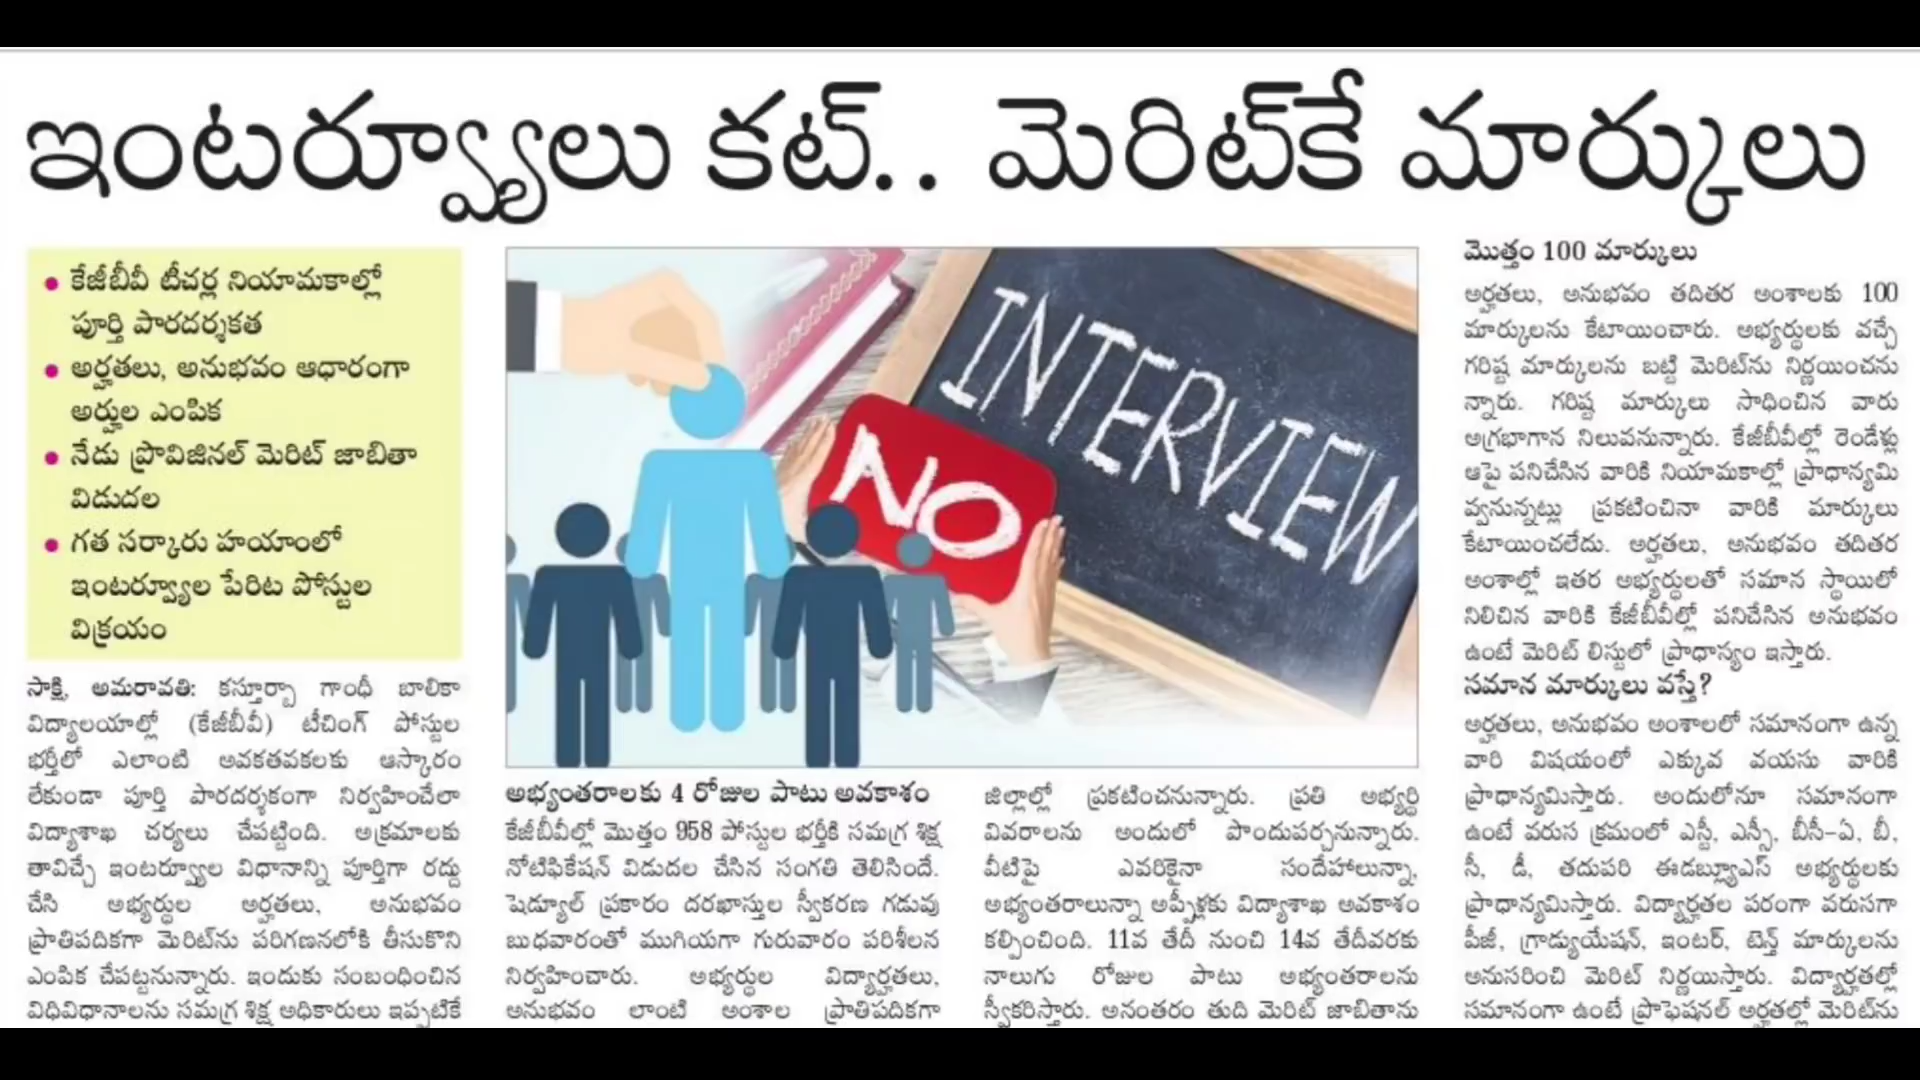 ఇంటర్వ్యూలు కట్.. మెరిట్‌కే మార్కులు
• కేజీబీవీ టీచర్ల నియామకాల్లో
పూర్తి పారదర్శకత
• అర్హతలు, అనుభవం ఆధారంగా
అర్హుల ఎంపిక
• నేడు ప్రొవిజినల్ మెరిట్ జాబితా
విడుదల
• గత సర్కారు హయాంలో
ఇంటర్వ్యూల పేరిట పోస్టుల
విక్రయం
సాక్షి, అమరావతి: కస్తూర్బా గాంధీ బాలికా
విద్యాలయాల్లో (కేజీబీవీ) టీచింగ్ పోస్టుల
భర్తీలో ఎలాంటి అవకతవకలకు ఆస్కారం
లేకుండా పూర్తి పారదర్శకంగా నిర్వహించేలా
విద్యాశాఖ చర్యలు చేపట్టింది. అక్రమాలకు
తావిచ్చే ఇంటర్వ్యూల విధానాన్ని పూర్తిగా రద్దు
చేసి అభ్యర్థుల అర్హతలు, అనుభవం
ప్రాతిపదికగా మెరిట్‌ను పరిగణనలోకి తీసుకొని
ఎంపిక చేపట్టనున్నారు. ఇందుకు సంబంధించిన
విధివిధానాలను సమగ్ర శిక్ష అధికారులు ఇప్పటికే
INTERVIEW
NO
అభ్యంతరాలకు 4 రోజుల పాటు అవకాశం
కేజీబీవీల్లో మొత్తం 958 పోస్టుల భర్తీకి సమగ్ర శిక్ష
నోటిఫికేషన్ విడుదల చేసిన సంగతి తెలిసిందే.
షెడ్యూల్ ప్రకారం దరఖాస్తుల స్వీకరణ గడువు
బుధవారంతో ముగియగా గురువారం పరిశీలన
నిర్వహించారు. అభ్యర్థుల విద్యార్హతలు,
అనుభవం లాంటి అంశాల ప్రాతిపదికగా
జిల్లాల్లో ప్రకటించనున్నారు. ప్రతి అభ్యర్థి
వివరాలను అందులో పొందుపర్చనున్నారు.
వీటిపై ఎవరికైనా సందేహాలున్నా,
అభ్యంతరాలున్నా అప్పీళ్లకు విద్యాశాఖ అవకాశం
కల్పించింది. 11వ తేదీ నుంచి 14వ తేదీవరకు
నాలుగు రోజుల పాటు అభ్యంతరాలను
స్వీకరిస్తారు. అనంతరం తుది మెరిట్ జాబితాను
మొత్తం 100 మార్కులు
అర్హతలు, అనుభవం తదితర అంశాలకు 100
మార్కులను కేటాయించారు. అభ్యర్థులకు వచ్చే
గరిష్ట మార్కులను బట్టి మెరిట్‌ను నిర్ణయించను
న్నారు. గరిష్ట మార్కులు సాధించిన వారు
అగ్రభాగాన నిలువనున్నారు. కేజీబీవీల్లో రెండేళ్లు
ఆపై పనిచేసిన వారికి నియామకాల్లో ప్రాధాన్యమి
వ్వనున్నట్లు ప్రకటించినా వారికి మార్కులు
కేటాయించలేదు. అర్హతలు, అనుభవం తదితర
అంశాల్లో ఇతర అభ్యర్థులతో సమాన స్థాయిలో
నిలిచిన వారికి కేజీబీవీల్లో పనిచేసిన అనుభవం
ఉంటే మెరిట్ లిస్టులో ప్రాధాన్యం ఇస్తారు.
సమాన మార్కులు వస్తే?
అర్హతలు, అనుభవం అంశాలలో సమానంగా ఉన్న
వారి విషయంలో ఎక్కువ వయసు వారికి
ప్రాధాన్యమిస్తారు. అందులోనూ సమానంగా
ఉంటే వరుస క్రమంలో ఎస్టీ, ఎస్సీ, బీసీ–ఏ, బీ,
సీ, డీ, తదుపరి ఈడబ్ల్యూఎస్ అభ్యర్థులకు
ప్రాధాన్యమిస్తారు. విద్యార్హతల పరంగా వరుసగా
పీజీ, గ్రాడ్యుయేషన్, ఇంటర్, టెన్త్ మార్కులను
అనుసరించి మెరిట్ నిర్ణయిస్తారు. విద్యార్హతల్లో
సమానంగా ఉంటే ప్రొఫెషనల్ అర్హతల్లో మెరిట్‌ను